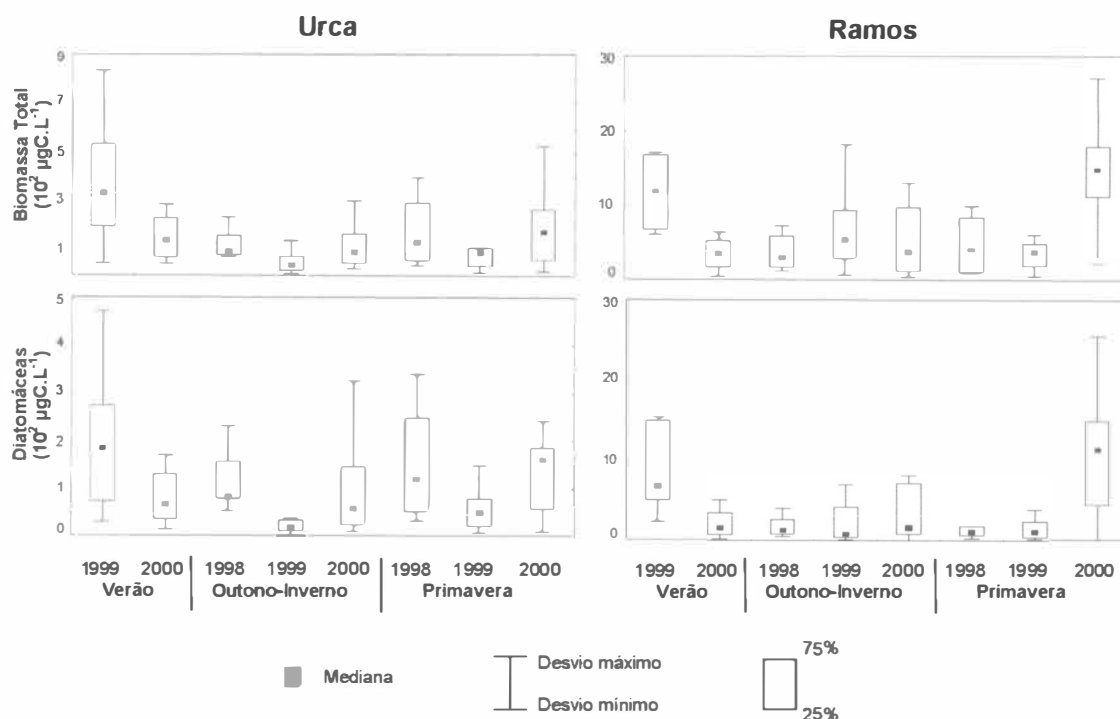 Urca
Ramos
Biomassa Total
(10² µgC.L⁻¹)
9
7
5
3
1
30
20
10
0
Diatomáceas
(10² µgC.L⁻¹)
5
4
3
2
1
0
30
20
10
0
1999 2000 1998 1999 2000 1998 1999 2000
Verão Outono-Inverno Primavera
1999 2000 1998 1999 2000 1998 1999 2000
Verão Outono-Inverno Primavera
Mediana
Desvio máximo
Desvio mínimo
75%
25%